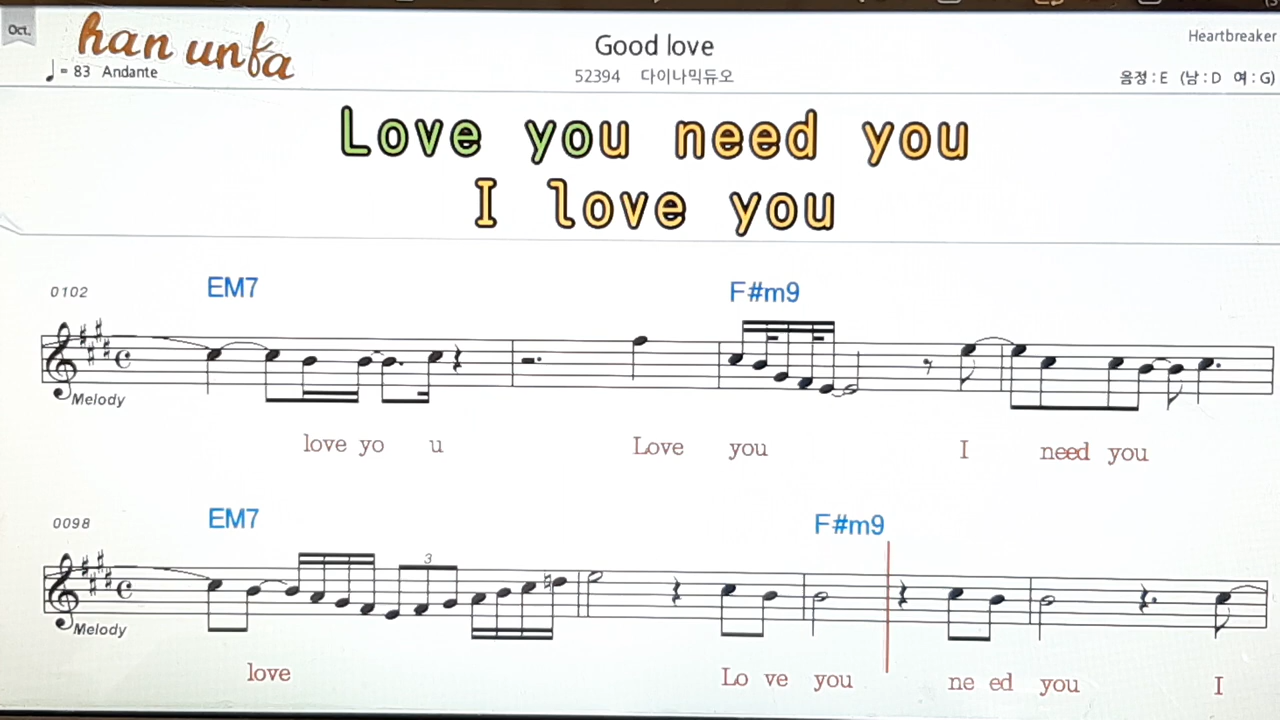 Oct.
han unfa
Good love
Heartbreaker
♩= 83 Andante
52394 다이나믹듀오
음정 : E (남 : D 여 : G)
Love you need you
I love you
0102
EM7 F#m9
Melody
love yo u Love you I need you
0098
EM7 F#m9
3
Melody
love Lo ve you ne ed you I